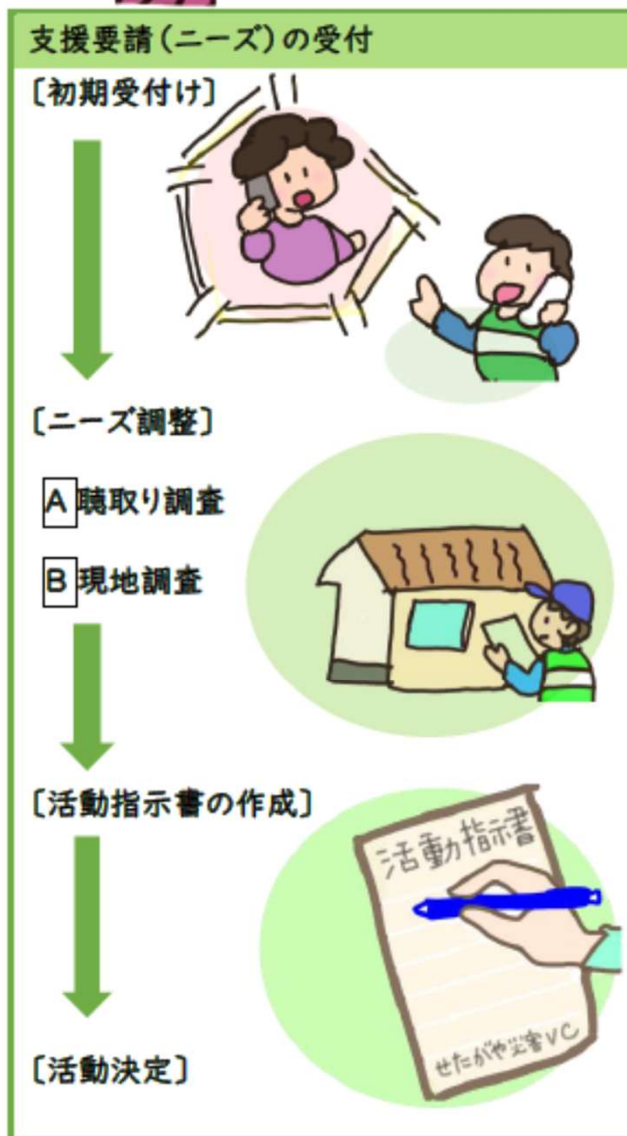 支援要請(ニーズ)の受付
〔初期受付け〕
〔ニーズ調整〕
A 聴取り調査
B 現地調査
〔活動指示書の作成〕
活動指示書
せたがや災害VC
〔活動決定〕